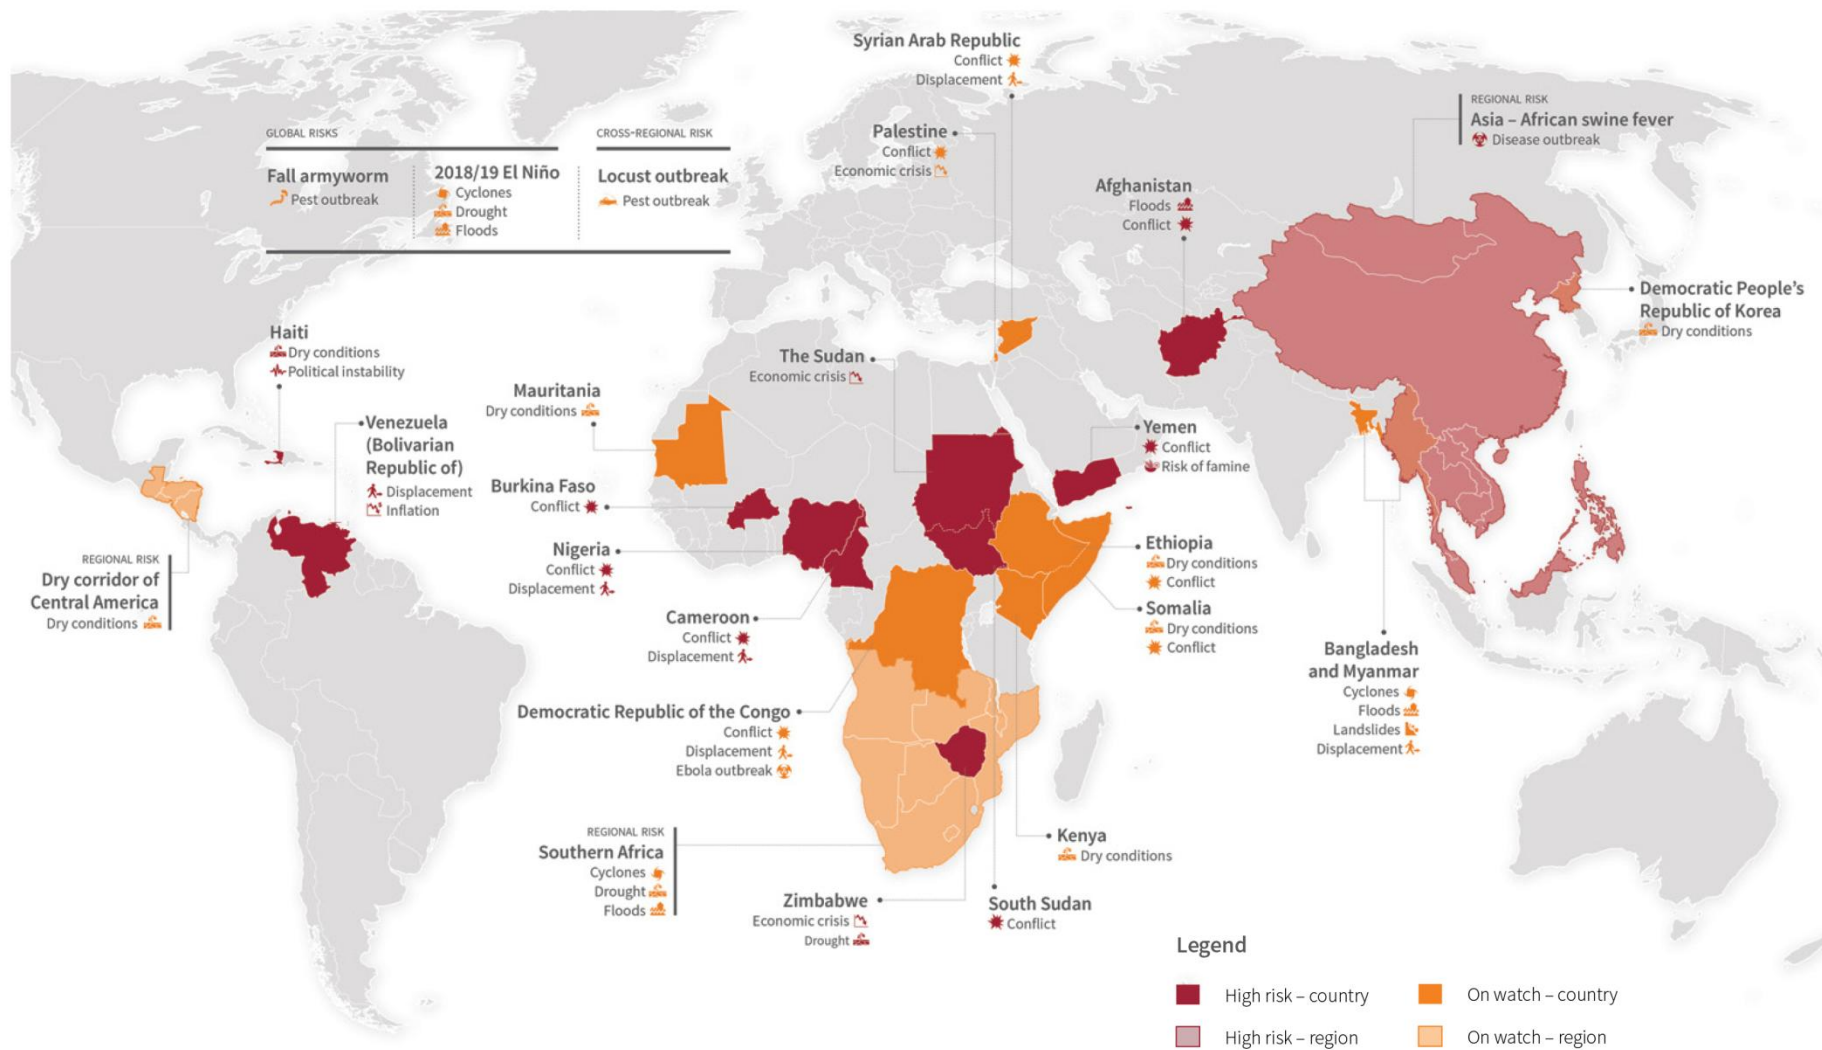 Syrian Arab Republic
Conflict
Displacement
REGIONAL RISK
Asia – African swine fever
Disease outbreak
GLOBAL RISKS
Fall armyworm
Pest outbreak
2018/19 El Niño
Cyclones
Drought
Floods
CROSS-REGIONAL RISK
Locust outbreak
Pest outbreak
Palestine
Conflict
Economic crisis
Afghanistan
Floods
Conflict
Democratic People’s
Republic of Korea
Dry conditions
Haiti
Dry conditions
Political instability
The Sudan
Economic crisis
Mauritania
Dry conditions
Venezuela
(Bolivarian
Republic of)
Displacement
Inflation
Yemen
Conflict
Risk of famine
Burkina Faso
Conflict
Nigeria
Conflict
Displacement
Ethiopia
Dry conditions
Conflict
REGIONAL RISK
Dry corridor of
Central America
Dry conditions
Somalia
Dry conditions
Conflict
Cameroon
Conflict
Displacement
Bangladesh
and Myanmar
Cyclones
Floods
Landslides
Displacement
Democratic Republic of the Congo
Conflict
Displacement
Ebola outbreak
REGIONAL RISK
Southern Africa
Cyclones
Drought
Floods
Kenya
Dry conditions
Zimbabwe
Economic crisis
Drought
South Sudan
Conflict
Legend
High risk – country
On watch – country
High risk – region
On watch – region